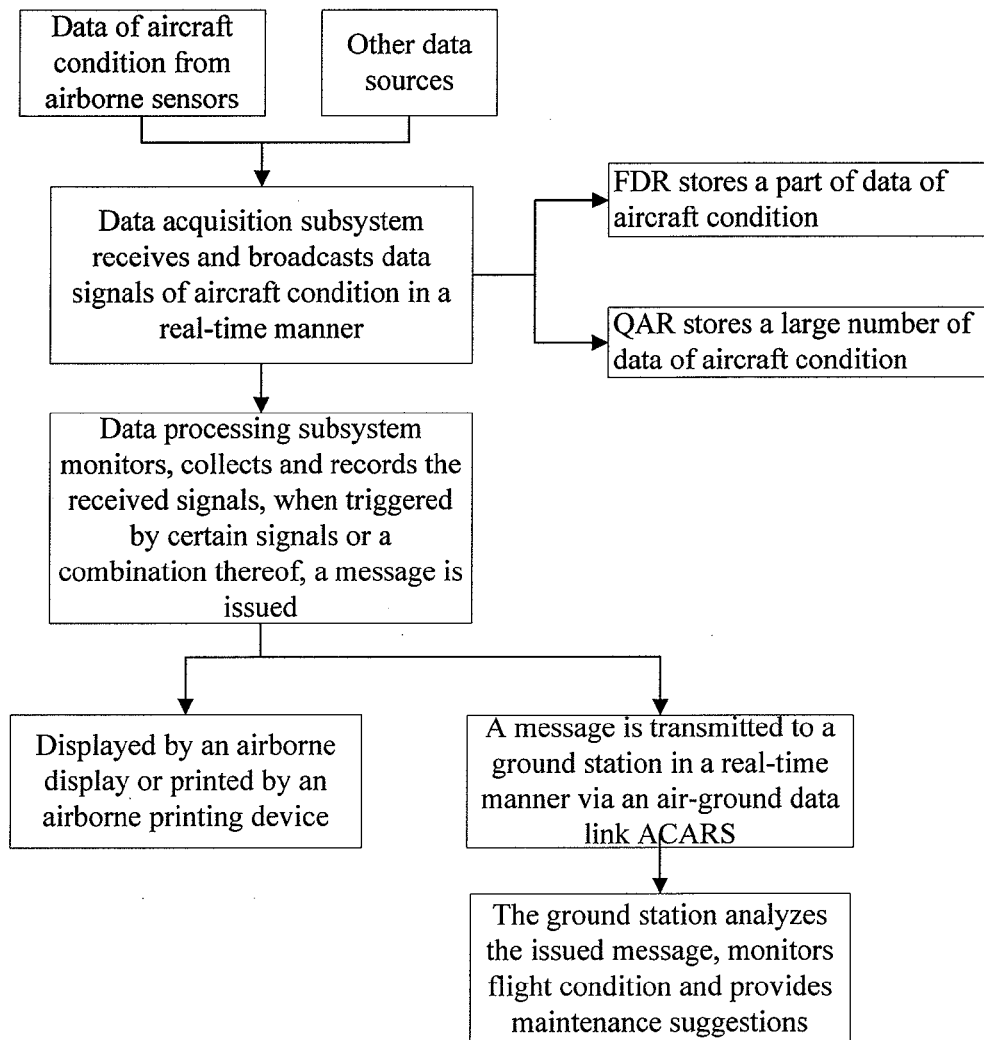 Data of aircraft
condition from
airborne sensors
Other data
sources
Data acquisition subsystem
receives and broadcasts data
signals of aircraft condition in a
real-time manner
FDR stores a part of data of
aircraft condition
QAR stores a large number of
data of aircraft condition
Data processing subsystem
monitors, collects and records the
received signals, when triggered
by certain signals or a
combination thereof, a message is
issued
Displayed by an airborne
display or printed by an
airborne printing device
A message is transmitted to a
ground station in a real-time
manner via an air-ground data
link ACARS
The ground station analyzes
the issued message, monitors
flight condition and provides
maintenance suggestions